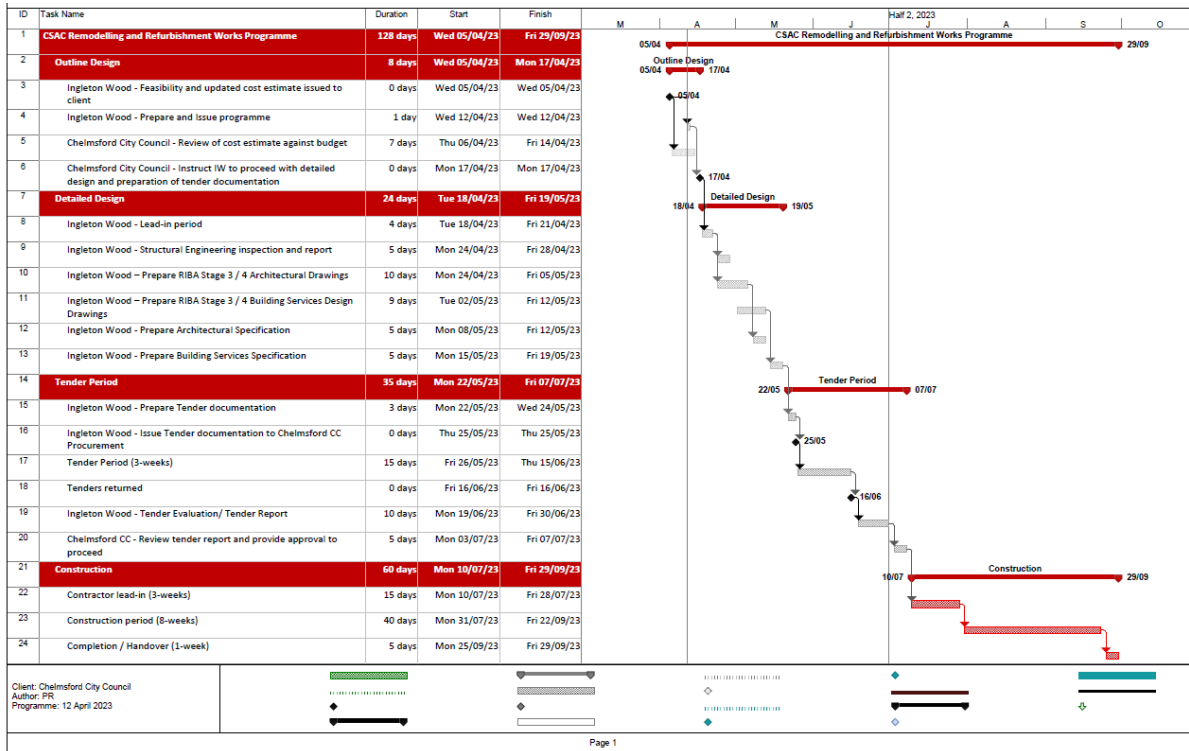 ID Task Name Duration Start Finish Half 2, 2023
M A M J J A S O
1 CSAC Remodelling and Refurbishment Works Programme 128 days Wed 05/04/23 Fri 29/09/23 05/04 CSAC Remodelling and Refurbishment Works Programme 29/09
2 Outline Design 8 days Wed 05/04/23 Mon 17/04/23 05/04 Outline Design 17/04
3 Ingleton Wood - Feasibility and updated cost estimate issued to 0 days Wed 05/04/23 Wed 05/04/23 05/04
client
4 Ingleton Wood - Prepare and Issue programme 1 day Wed 12/04/23 Wed 12/04/23
5 Chelmsford City Council - Review of cost estimate against budget 7 days Thu 06/04/23 Fri 14/04/23
6 Chelmsford City Council - Instruct IW to proceed with detailed 0 days Mon 17/04/23 Mon 17/04/23 17/04
design and preparation of tender documentation
7 Detailed Design 24 days Tue 18/04/23 Fri 19/05/23 18/04 Detailed Design 19/05
8 Ingleton Wood - Lead-in period 4 days Tue 18/04/23 Fri 21/04/23
9 Ingleton Wood - Structural Engineering inspection and report 5 days Mon 24/04/23 Fri 28/04/23
10 Ingleton Wood – Prepare RIBA Stage 3 / 4 Architectural Drawings 10 days Mon 24/04/23 Fri 05/05/23
11 Ingleton Wood – Prepare RIBA Stage 3 / 4 Building Services Design 9 days Tue 02/05/23 Fri 12/05/23
Drawings
12 Ingleton Wood - Prepare Architectural Specification 5 days Mon 08/05/23 Fri 12/05/23
13 Ingleton Wood - Prepare Building Services Specification 5 days Mon 15/05/23 Fri 19/05/23
14 Tender Period 35 days Mon 22/05/23 Fri 07/07/23 22/05 Tender Period 07/07
15 Ingleton Wood - Prepare Tender documentation 3 days Mon 22/05/23 Wed 24/05/23
16 Ingleton Wood - Issue Tender documentation to Chelmsford CC 0 days Thu 25/05/23 Thu 25/05/23 25/05
Procurement
17 Tender Period (3-weeks) 15 days Fri 26/05/23 Thu 15/06/23
18 Tenders returned 0 days Fri 16/06/23 Fri 16/06/23 16/06
19 Ingleton Wood - Tender Evaluation/ Tender Report 10 days Mon 19/06/23 Fri 30/06/23
20 Chelmsford CC - Review tender report and provide approval to 5 days Mon 03/07/23 Fri 07/07/23
proceed
21 Construction 60 days Mon 10/07/23 Fri 29/09/23 10/07 Construction 29/09
22 Contractor lead-in (3-weeks) 15 days Mon 10/07/23 Fri 28/07/23
23 Construction period (8-weeks) 40 days Mon 31/07/23 Fri 22/09/23
24 Completion / Handover (1-week) 5 days Mon 25/09/23 Fri 29/09/23
Client: Chelmsford City Council
Author: PR
Programme: 12 April 2023
Page 1